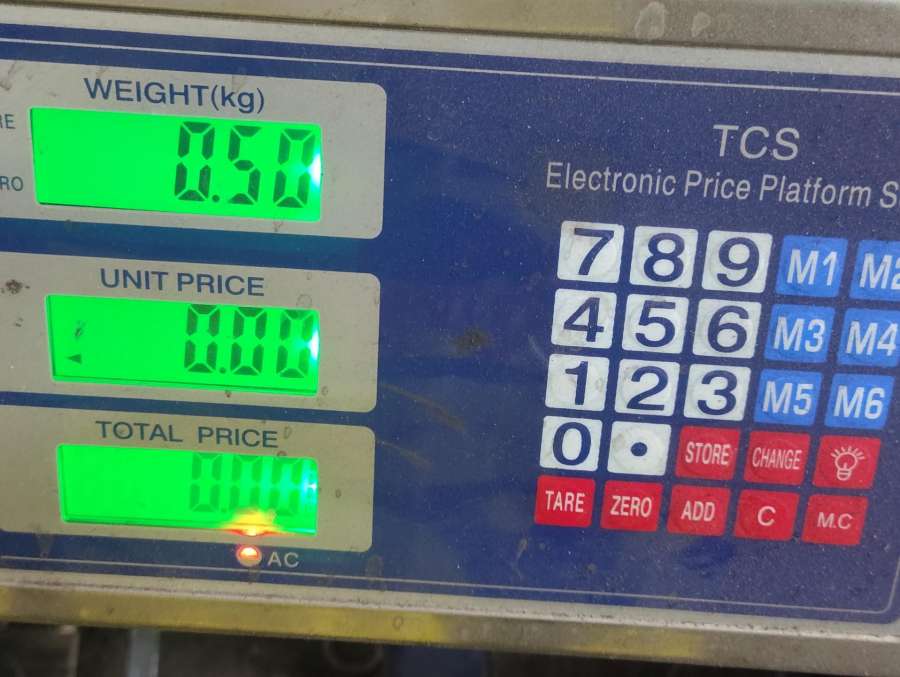 WEIGHT(kg)
0.50
UNIT PRICE
0.00
TOTAL PRICE
0.00
AC
TCS
Electronic Price Platform
7 8 9 M1 M2
4 5 6 M3 M4
1 2 3 M5 M6
0 . STORE CHANGE
TARE ZERO ADD C M.C